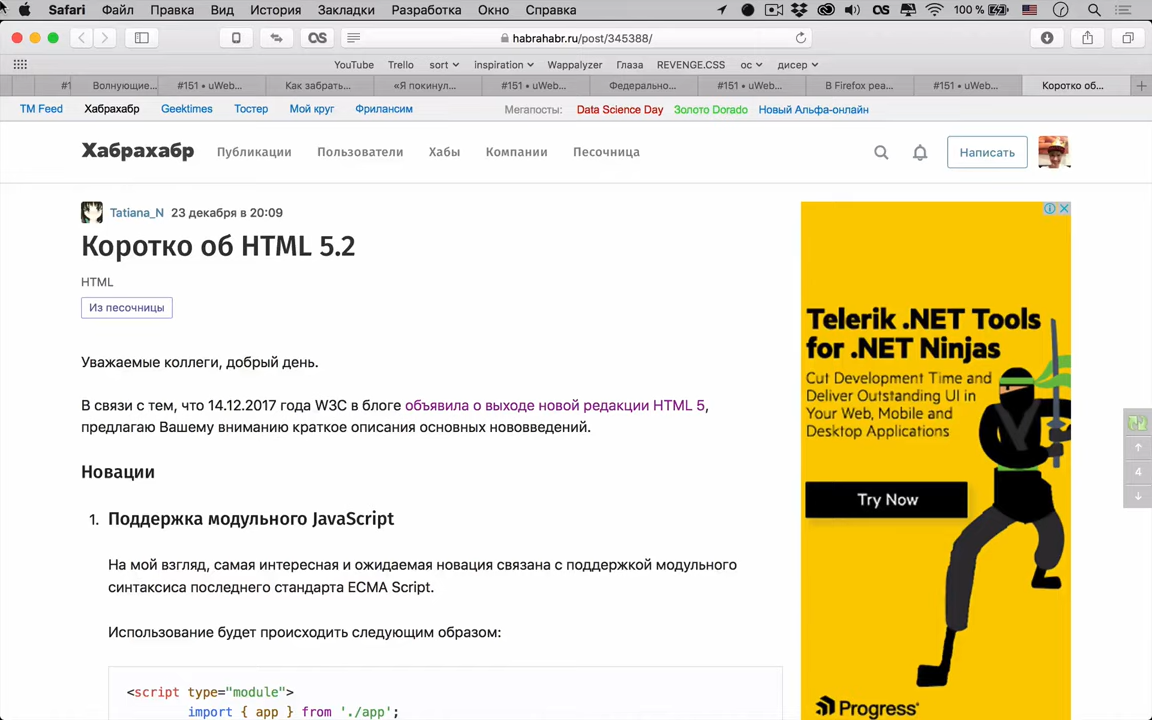 Safari Файл Правка Вид История Закладки Разработка Окно Справка 100 %
habrahabr.ru/post/345388/
YouTube Trello sort inspiration Wappalyzer Глаза REVENGE.CSS ос дисер
#1 Волнующие... #151 • uWeb... Как забрать... «Я покинул... #151 • uWeb... Федерально... #151 • uWeb... В Firefox реа... #151 • uWeb... Коротко об...
TM Feed Хабрахабр Geektimes Тостер Мой круг Фрилансим Мегапосты: Data Science Day Золото Dorado Новый Альфа-онлайн
Хабрахабр Публикации Пользователи Хабы Компании Песочница Написать
Tatiana_N 23 декабря в 20:09
Коротко об HTML 5.2
HTML
Из песочницы
Уважаемые коллеги, добрый день.
В связи с тем, что 14.12.2017 года W3C в блоге объявила о выходе новой редакции HTML 5,
предлагаю Вашему вниманию краткое описания основных нововведений.
Новации
1. Поддержка модульного JavaScript
На мой взгляд, самая интересная и ожидаемая новация связана с поддержкой модульного
синтаксиса последнего стандарта ECMA Script.
Использование будет происходить следующим образом:
<script type="module">
import { app } from './app';
Telerik .NET Tools
for .NET Ninjas
Cut Development Time and
Deliver Outstanding UI in
Your Web, Mobile and
Desktop Applications
Try Now
Progress
4